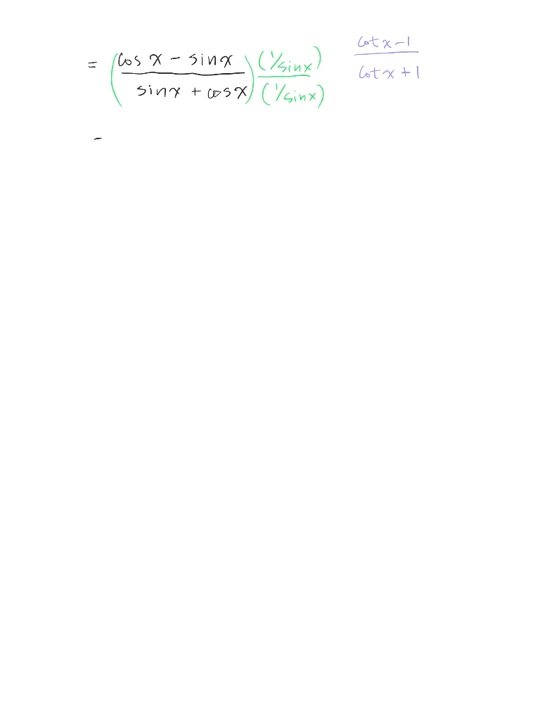 = (cos x - sin x / sin x + cos x) (1/sin x) / (1/sin x)
cot x - 1 / cot x + 1
=